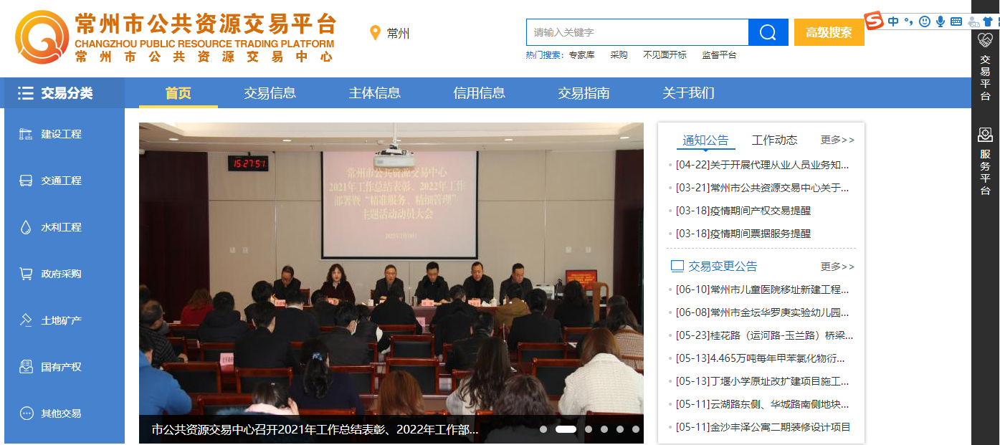 常州市公共资源交易平台
CHANGZHOU PUBLIC RESOURCE TRADING PLATFORM
常州市公共资源交易中心
常州
请输入关键字
高级搜索
热门搜索： 专家库 采购 不见面开标 监督平台
中
交易分类
首页 交易信息 主体信息 信用信息 交易指南 关于我们
建设工程
交通工程
水利工程
政府采购
土地矿产
国有产权
其他交易
15:27:51
常州市公共资源交易中心
2021年工作总结表彰、2022年工作
部署暨“精准服务、精细管理”
主题活动动员大会
市公共资源交易中心召开2021年工作总结表彰、2022年工作部...
通知公告 工作动态 更多>>
[04-22]关于开展代理从业人员业务知...
[03-21]常州市公共资源交易中心关于...
[03-18]疫情期间产权交易提醒
[03-18]疫情期间票据服务提醒
交易变更公告 更多>>
[06-10]常州市儿童医院移址新建工程...
[06-08]常州市金坛华罗庚实验幼儿园...
[05-23]桂花路（运河路-玉兰路）桥梁...
[05-13]4.465万吨每年甲苯氯化物衍...
[05-13]丁堰小学原址改扩建项目施工...
[05-11]云湖路东侧、华城路南侧地块...
[05-11]金沙丰泽公寓二期装修设计项目
交易平台
服务平台